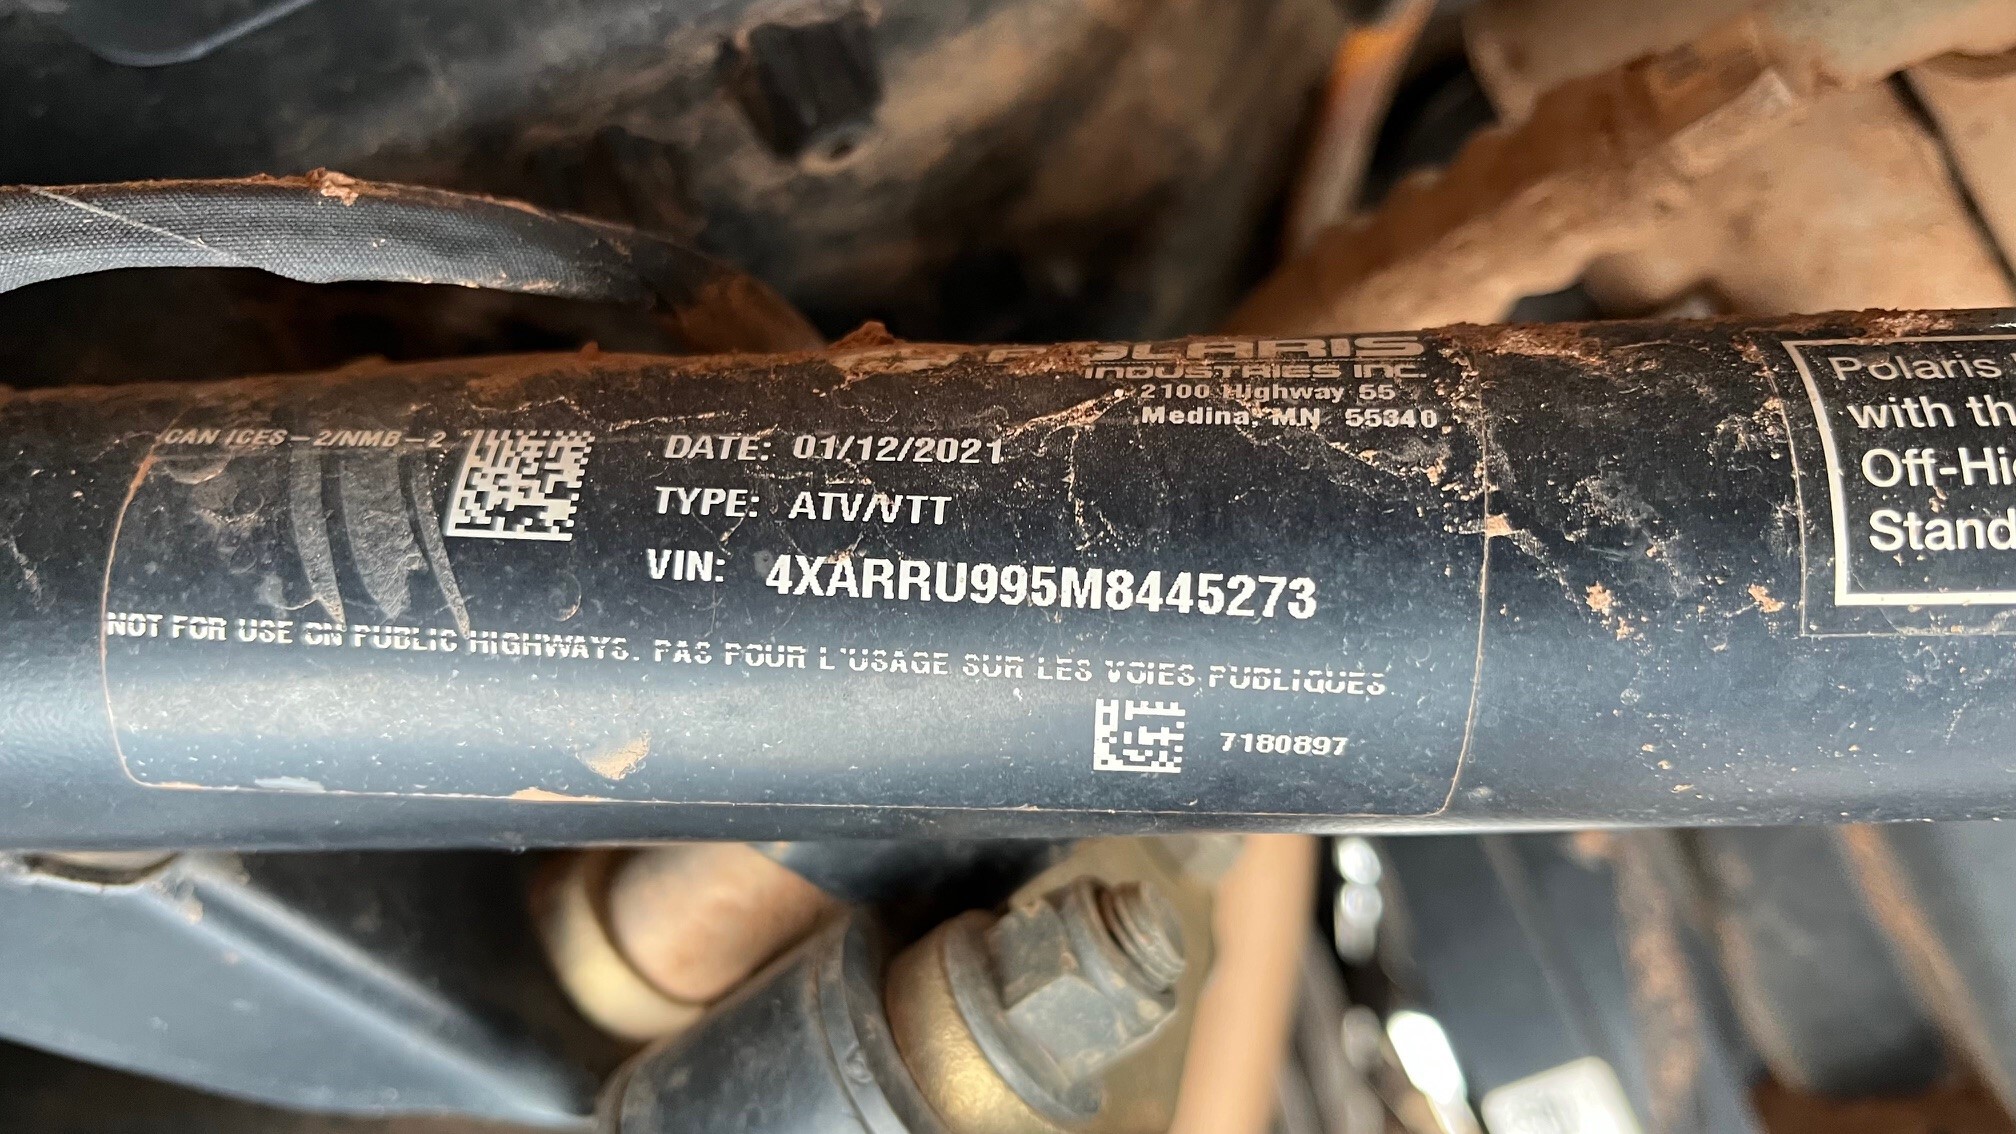 POLARIS
INDUSTRIES INC.
2100 Highway 55
Medina, MN 55340
CAN ICES-2/NMB-2
DATE: 01/12/2021
TYPE: ATV/VTT
VIN: 4XARRU995M8445273
NOT FOR USE ON PUBLIC HIGHWAYS. PAS POUR L'USAGE SUR LES VOIES PUBLIQUES
7180897
Polaris
with th
Off-Hi
Stand